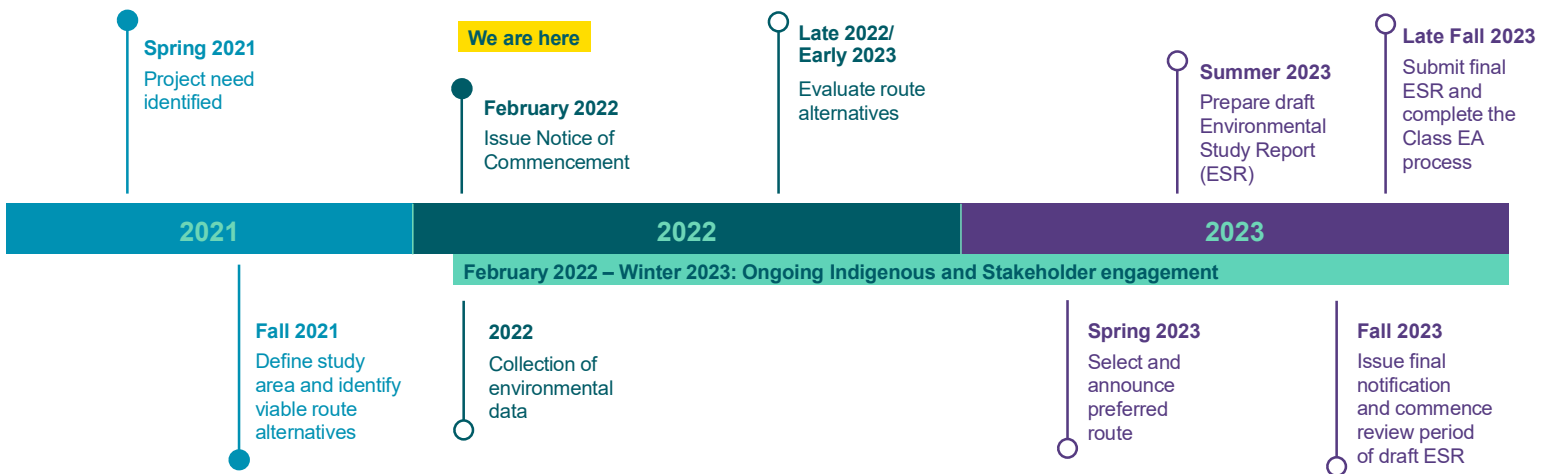 Spring 2021
Project need
identified
We are here
February 2022
Issue Notice of
Commencement
Late 2022/
Early 2023
Evaluate route
alternatives
Summer 2023
Prepare draft
Environmental
Study Report
(ESR)
Late Fall 2023
Submit final
ESR and
complete the
Class EA
process
2021
2022
2023
February 2022 – Winter 2023: Ongoing Indigenous and Stakeholder engagement
Fall 2021
Define study
area and identify
viable route
alternatives
2022
Collection of
environmental
data
Spring 2023
Select and
announce
preferred
route
Fall 2023
Issue final
notification
and commence
review period
of draft ESR